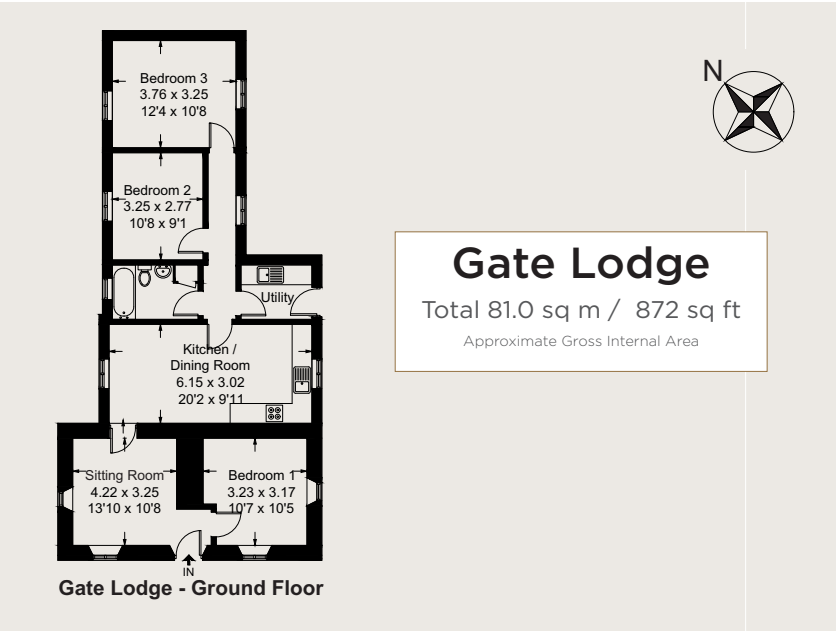 Bedroom 3
3.76 x 3.25
12'4 x 10'8
N
Bedroom 2
3.25 x 2.77
10'8 x 9'1
Utility
Gate Lodge
Total 81.0 sq m / 872 sq ft
Approximate Gross Internal Area
Kitchen /
Dining Room
6.15 x 3.02
20'2 x 9'11
Sitting Room
4.22 x 3.25
13'10 x 10'8
Bedroom 1
3.23 x 3.17
10'7 x 10'5
IN
Gate Lodge - Ground Floor